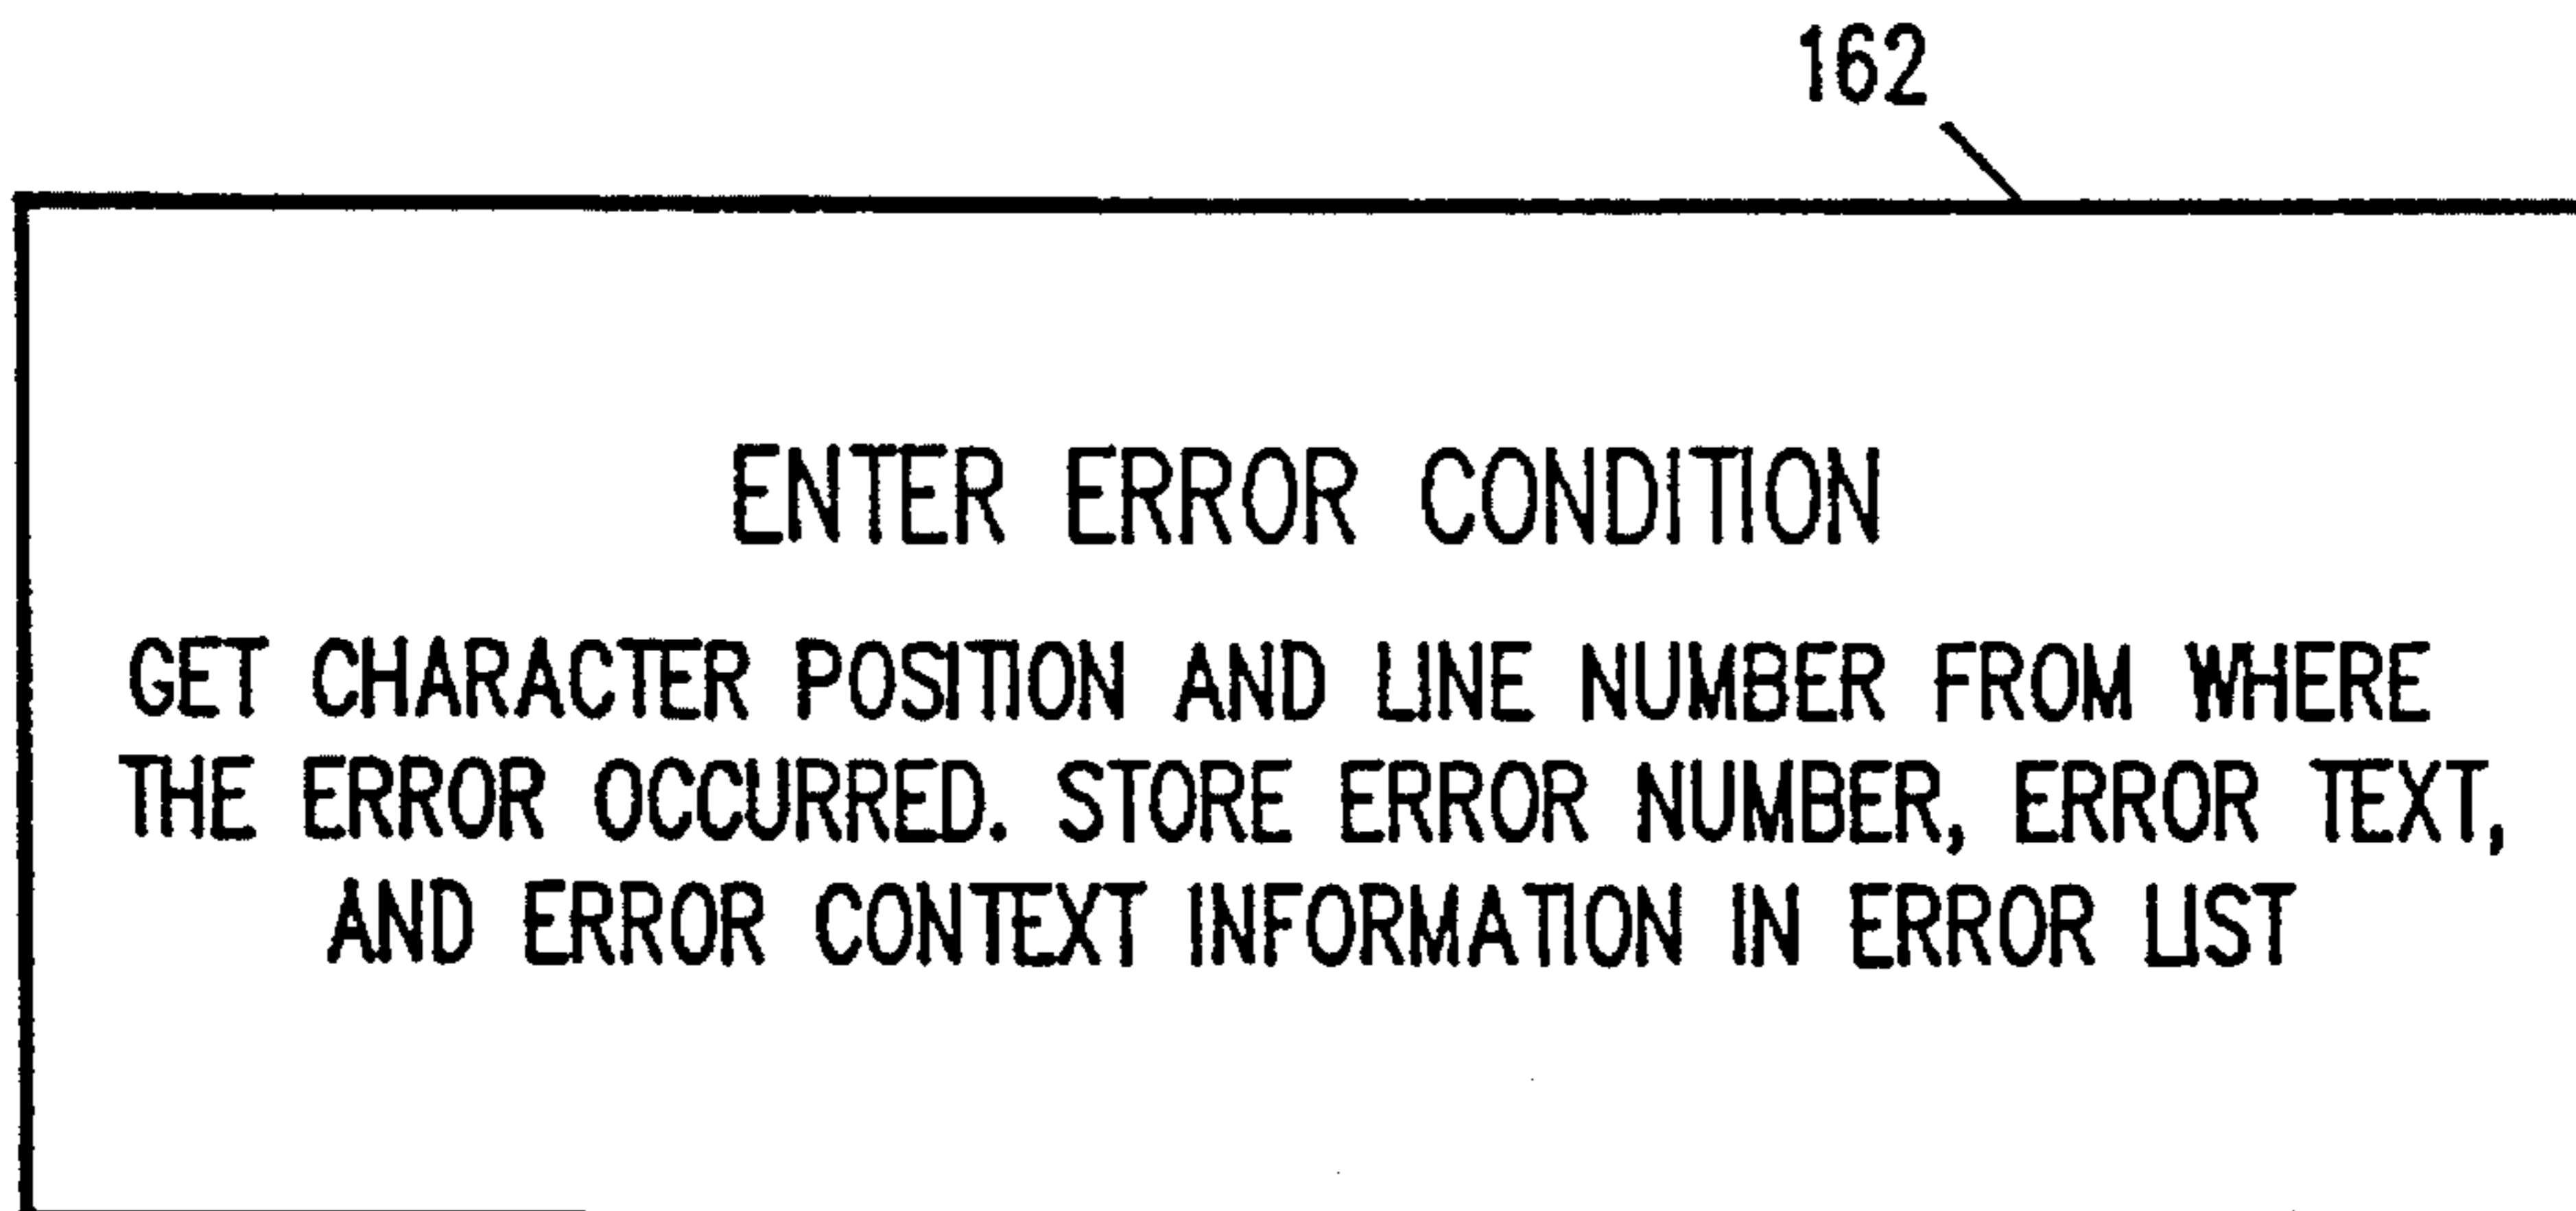 162
ENTER ERROR CONDITION
GET CHARACTER POSITION AND LINE NUMBER FROM WHERE
THE ERROR OCCURRED. STORE ERROR NUMBER, ERROR TEXT,
AND ERROR CONTEXT INFORMATION IN ERROR LIST